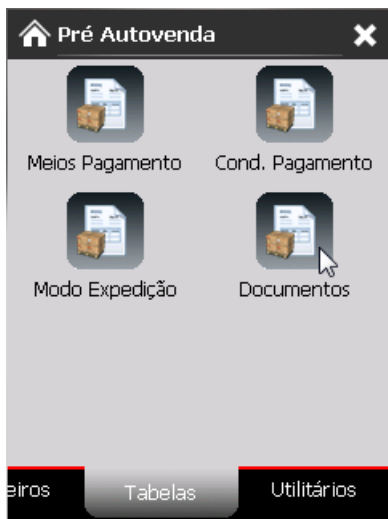 Pré Autovenda
Meios Pagamento Cond. Pagamento
Modo Expedição Documentos
eiros Tabelas Utilitários